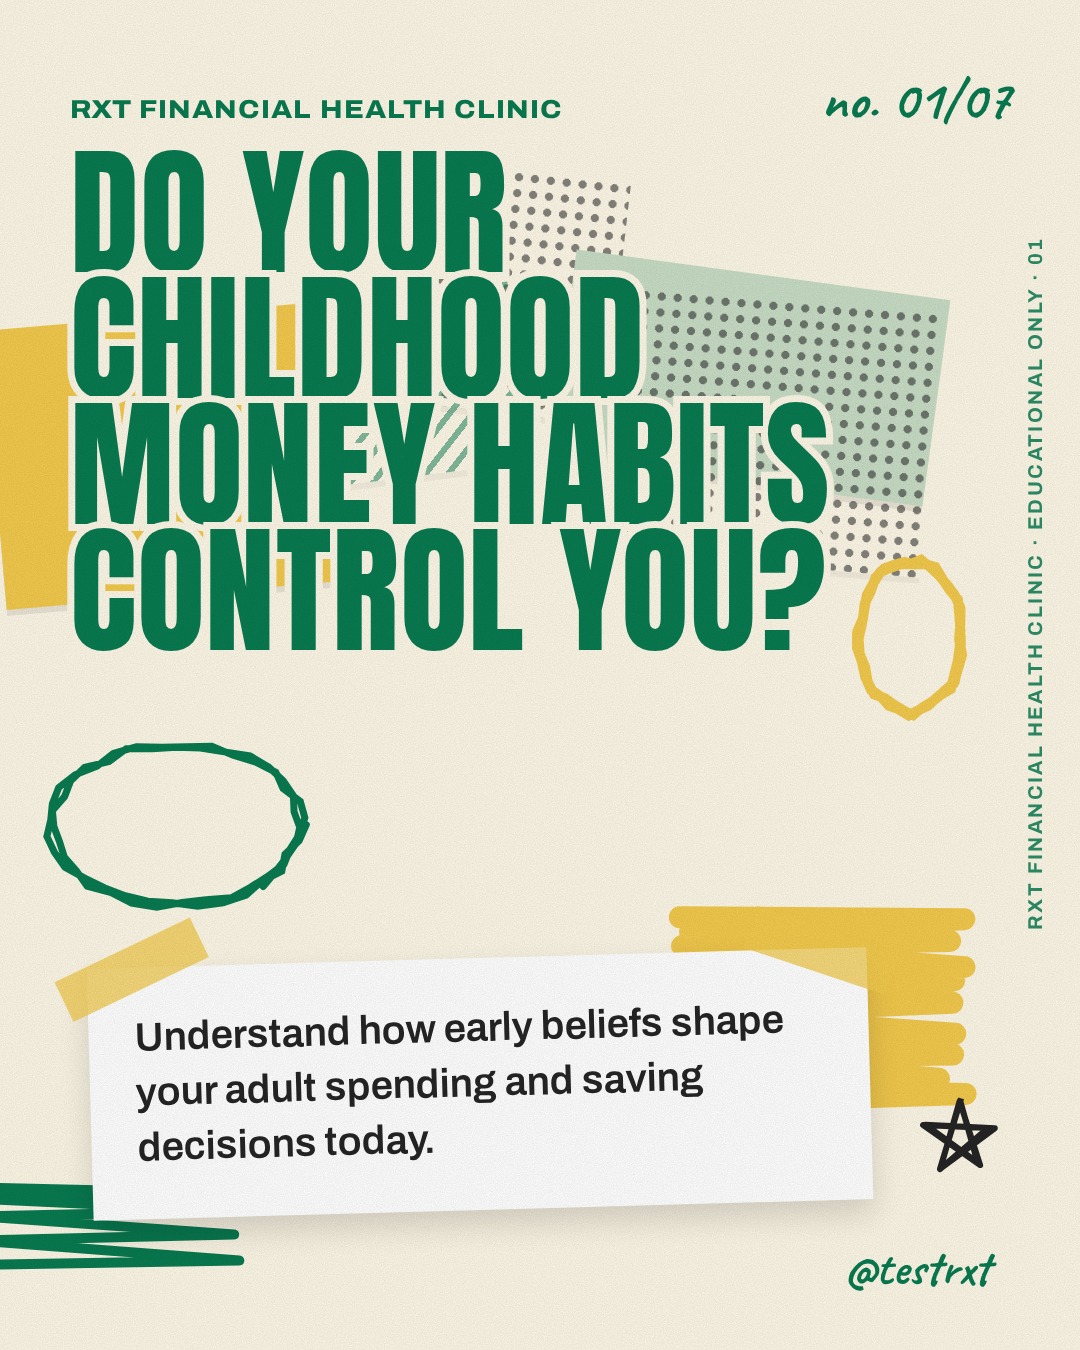 RXT FINANCIAL HEALTH CLINIC
no. 01/07
DO YOUR
CHILDHOOD
MONEY HABITS
CONTROL YOU?
RXT FINANCIAL HEALTH CLINIC · EDUCATIONAL ONLY · 01
Understand how early beliefs shape
your adult spending and saving
decisions today.
@testrxt